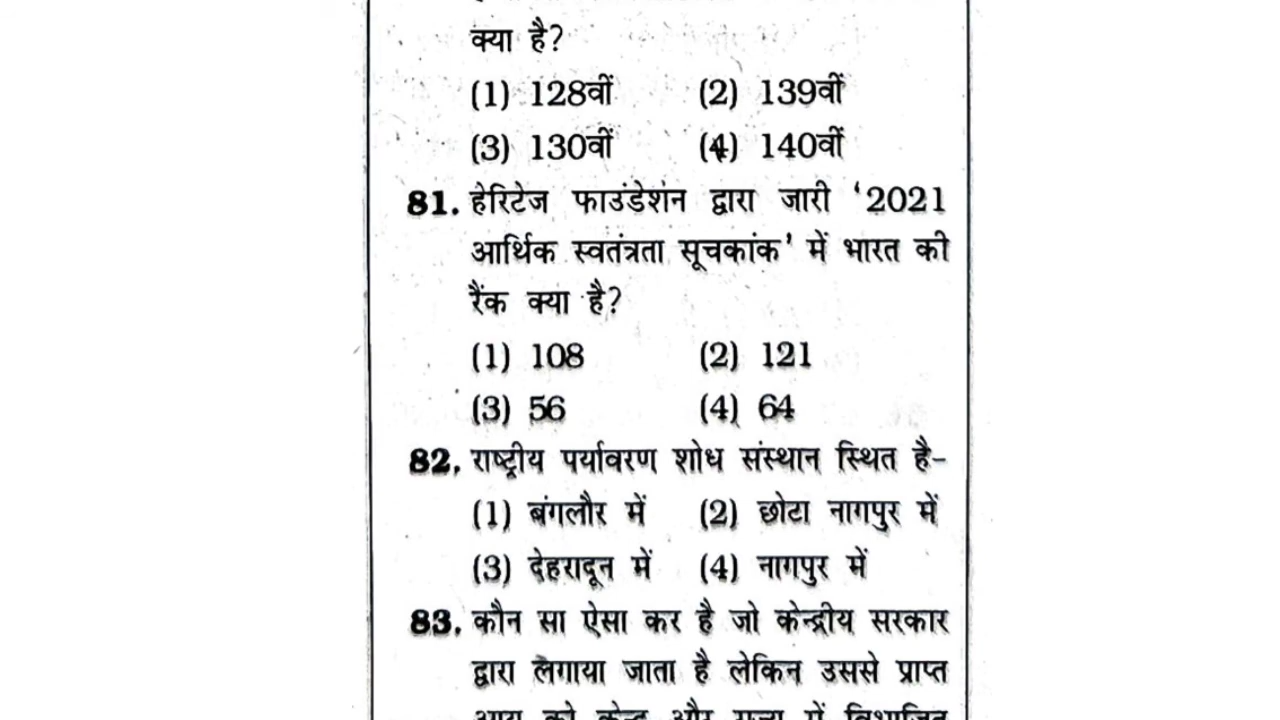 क्या है?
(1) 128वीं (2) 139वीं
(3) 130वीं (4) 140वीं
81. हेरिटेज फाउंडेशन द्वारा जारी ‘2021
आर्थिक स्वतंत्रता सूचकांक’ में भारत की
रैंक क्या है?
(1) 108 (2) 121
(3) 56 (4) 64
82. राष्ट्रीय पर्यावरण शोध संस्थान स्थित है–
(1) बंगलौर में (2) छोटा नागपुर में
(3) देहरादून में (4) नागपुर में
83. कौन सा ऐसा कर है जो केन्द्रीय सरकार
द्वारा लगाया जाता है लेकिन उससे प्राप्त
आय को केन्द्र और राज्य में विभाजित